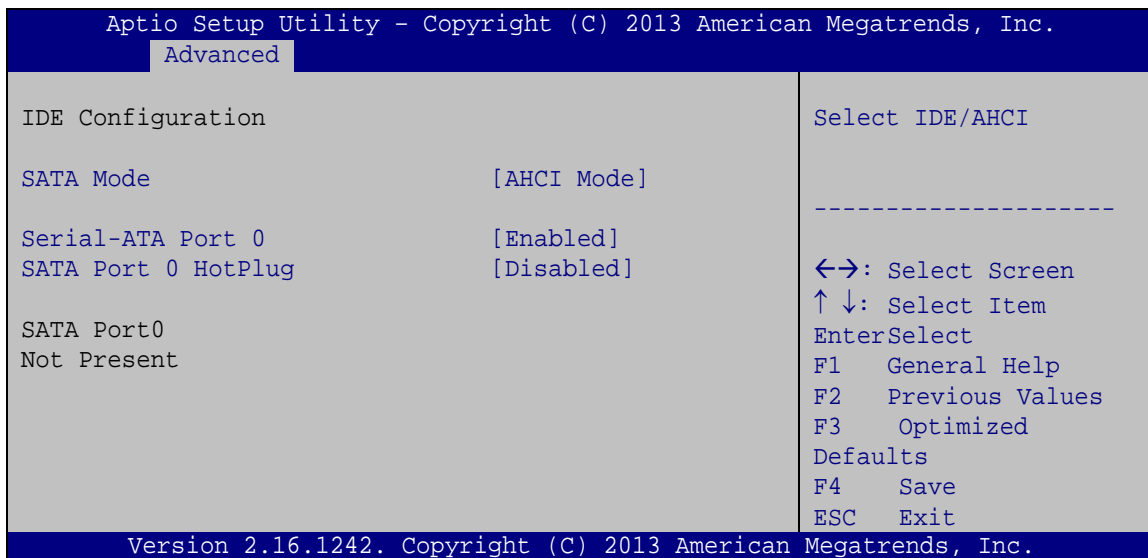 Aptio Setup Utility – Copyright (C) 2013 American Megatrends, Inc.
Advanced
IDE Configuration
SATA Mode [AHCI Mode]
Serial-ATA Port 0 [Enabled]
SATA Port 0 HotPlug [Disabled]
SATA Port0
Not Present
Select IDE/AHCI
---------------------
←→: Select Screen
↑ ↓: Select Item
EnterSelect
F1 General Help
F2 Previous Values
F3 Optimized
Defaults
F4 Save
ESC Exit
Version 2.16.1242. Copyright (C) 2013 American Megatrends, Inc.